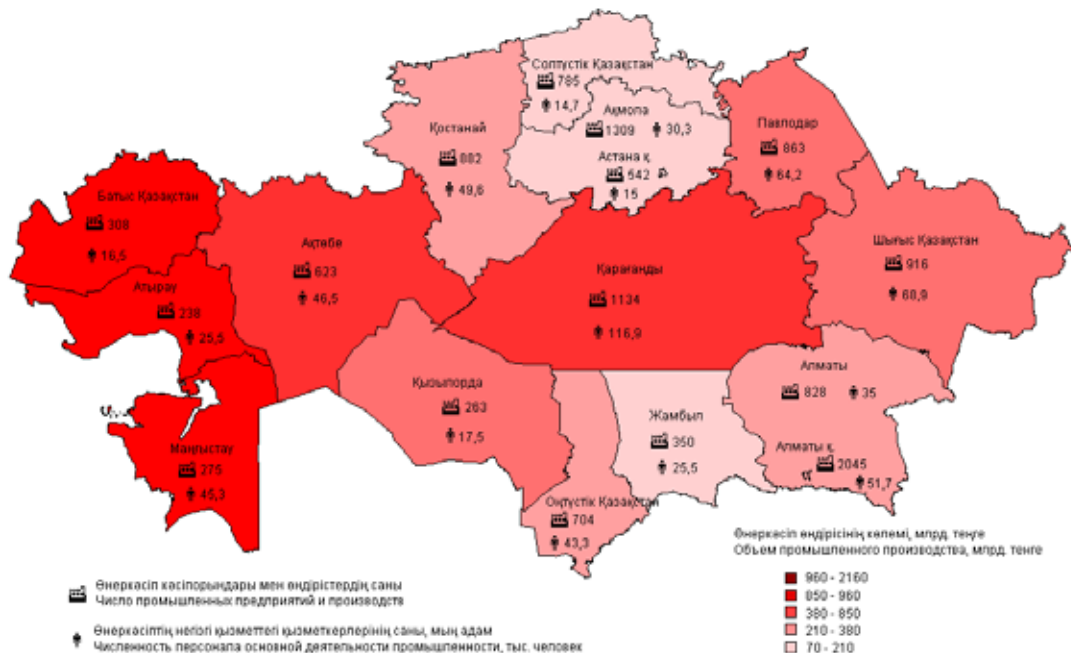 Солтүстік Қазақстан
785
14,7
Ақмола
1309 30,3
Астана қ.
542
15
Қостанай
882
49,6
Павлодар
863
64,2
Батыс Қазақстан
308
16,5
Ақтөбе
623
46,5
Қарағанды
1134
116,9
Шығыс Қазақстан
916
68,9
Атырау
238
25,5
Қызылорда
263
17,5
Маңғыстау
275
45,3
Жамбыл
350
25,5
Алматы
828 35
Алматы қ.
2045
51,7
Оңтүстік Қазақстан
704
43,3
Өнеркәсіп өндірісінің көлемі, млрд. теңге
Объем промышленного производства, млрд. тенге
960 - 2160
850 - 960
380 - 850
210 - 380
70 - 210
Өнеркәсіп кәсіпорындары мен өндірістердің саны
Число промышленных предприятий и производств
Өнеркәсіптің негізгі қызметтегі қызметкерлерінің саны, мың адам
Численность персонала основной деятельности промышленности, тыс. человек